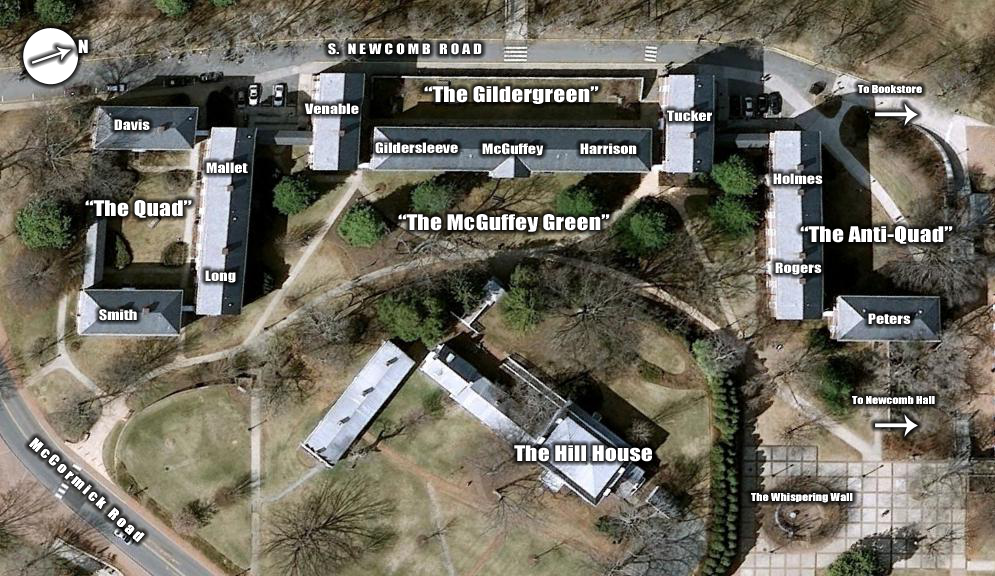 N
S. NEWCOMB ROAD
To Bookstore
"The Gildergreen"
Venable
Tucker
Davis
Gildersleeve McGuffey Harrison
Mallet
Holmes
"The Quad"
"The McGuffey Green"
"The Anti-Quad"
Rogers
Long
Smith
Peters
To Newcomb Hall
The Hill House
McCormick Road
The Whispering Wall